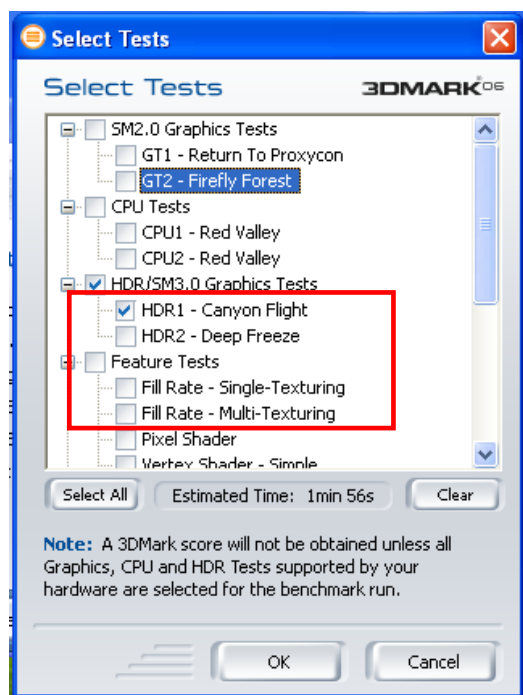 Select Tests
Select Tests
3DMARK06
SM2.0 Graphics Tests
GT1 - Return To Proxycon
GT2 - Firefly Forest
CPU Tests
CPU1 - Red Valley
CPU2 - Red Valley
HDR/SM3.0 Graphics Tests
HDR1 - Canyon Flight
HDR2 - Deep Freeze
Feature Tests
Fill Rate - Single-Texturing
Fill Rate - Multi-Texturing
Pixel Shader
Vertex Shader - Simple
Select All
Estimated Time: 1min 56s
Clear
Note: A 3DMark score will not be obtained unless all
Graphics, CPU and HDR Tests supported by your
hardware are selected for the benchmark run.
OK
Cancel